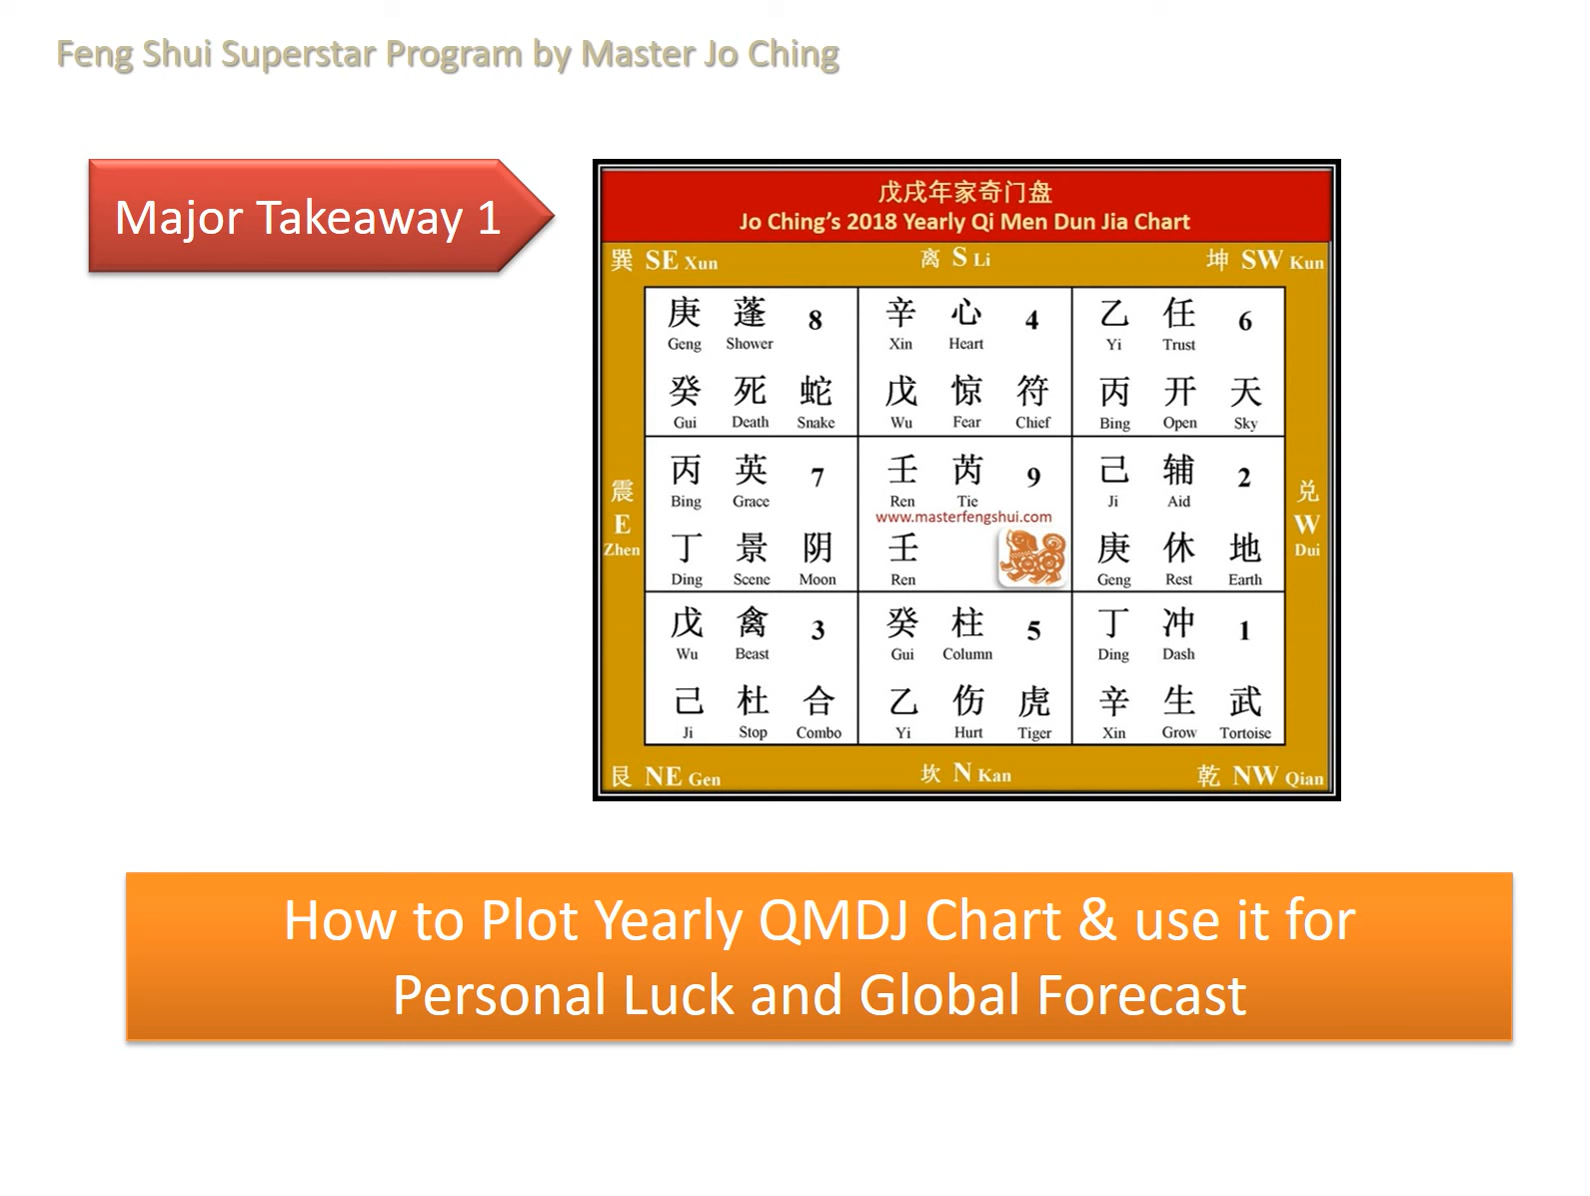 Feng Shui Superstar Program by Master Jo Ching
Major Takeaway 1
戊戌年家奇门盘
Jo Ching's 2018 Yearly Qi Men Dun Jia Chart
巽 SE Xun 离 S Li 坤 SW Kun
庚 蓬 8 辛 心 4 乙 任 6
Geng Shower Xin Heart Yi Trust
癸 死 蛇 戊 惊 符 丙 开 天
Gui Death Snake Wu Fear Chief Bing Open Sky
丙 英 7 壬 芮 9 己 辅 2
震 兑
Bing Grace Ren Tie Ji Aid
www.masterfengshui.com
E W
Zhen Dui
丁 景 阴 壬 庚 休 地
Ding Scene Moon Ren Geng Rest Earth
戊 禽 3 癸 柱 5 丁 冲 1
Wu Beast Gui Column Ding Dash
己 杜 合 乙 伤 虎 辛 生 武
Ji Stop Combo Yi Hurt Tiger Xin Grow Tortoise
艮 NE Gen 坎 N Kan 乾 NW Qian
How to Plot Yearly QMDJ Chart & use it for
Personal Luck and Global Forecast